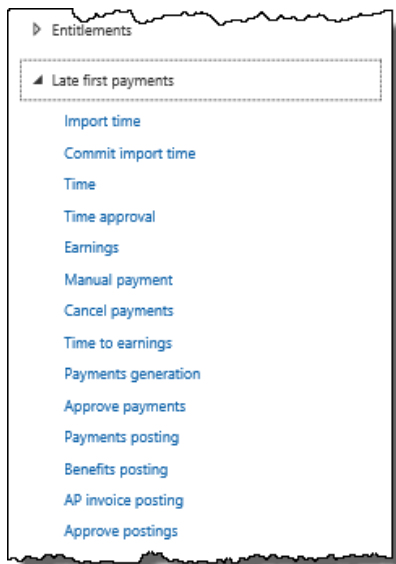 Entitlements
Late first payments
Import time
Commit import time
Time
Time approval
Earnings
Manual payment
Cancel payments
Time to earnings
Payments generation
Approve payments
Payments posting
Benefits posting
AP invoice posting
Approve postings